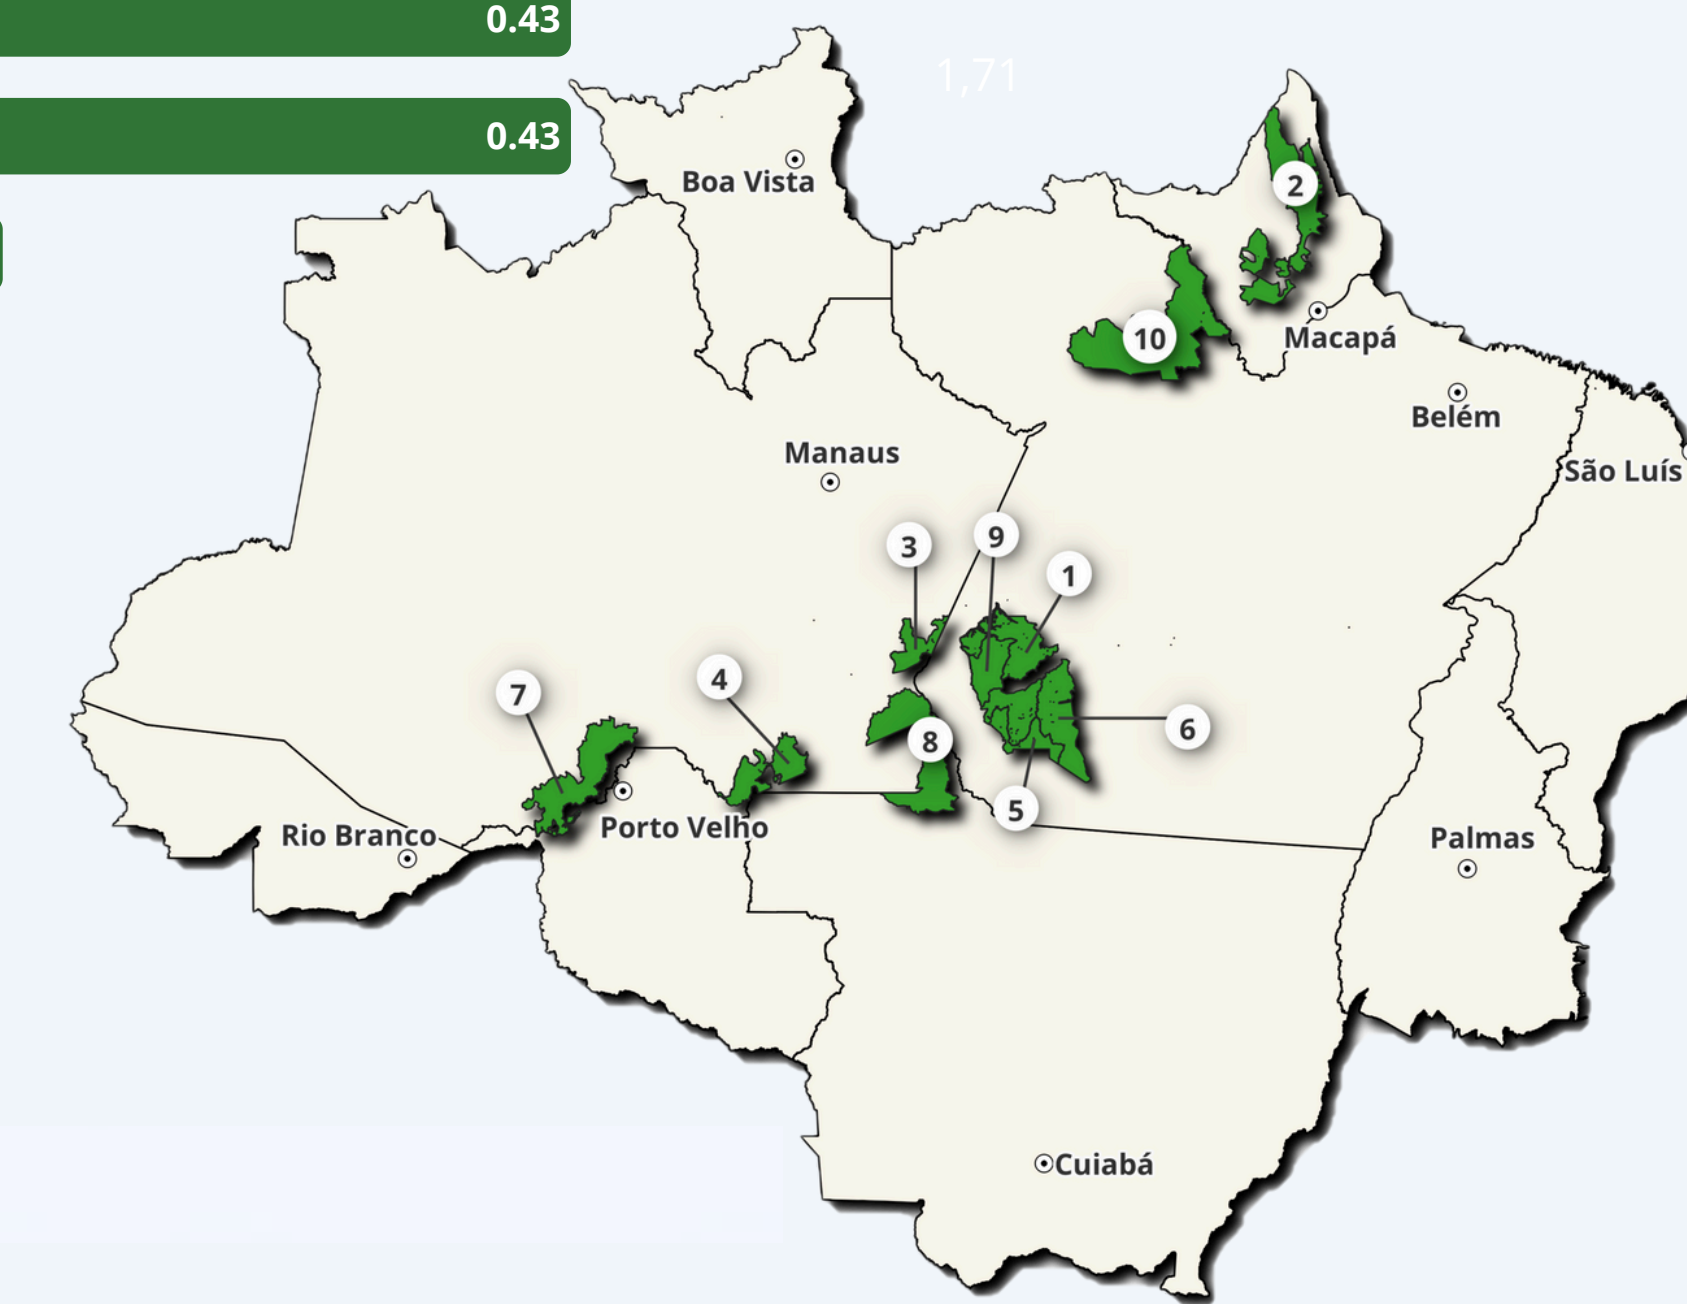 0.43
1,71
0.43
Boa Vista
2
10
Macapá
Belém
Manaus
São Luís
3
9
1
4
7
6
8
5
Porto Velho
Rio Branco
Palmas
Cuiabá